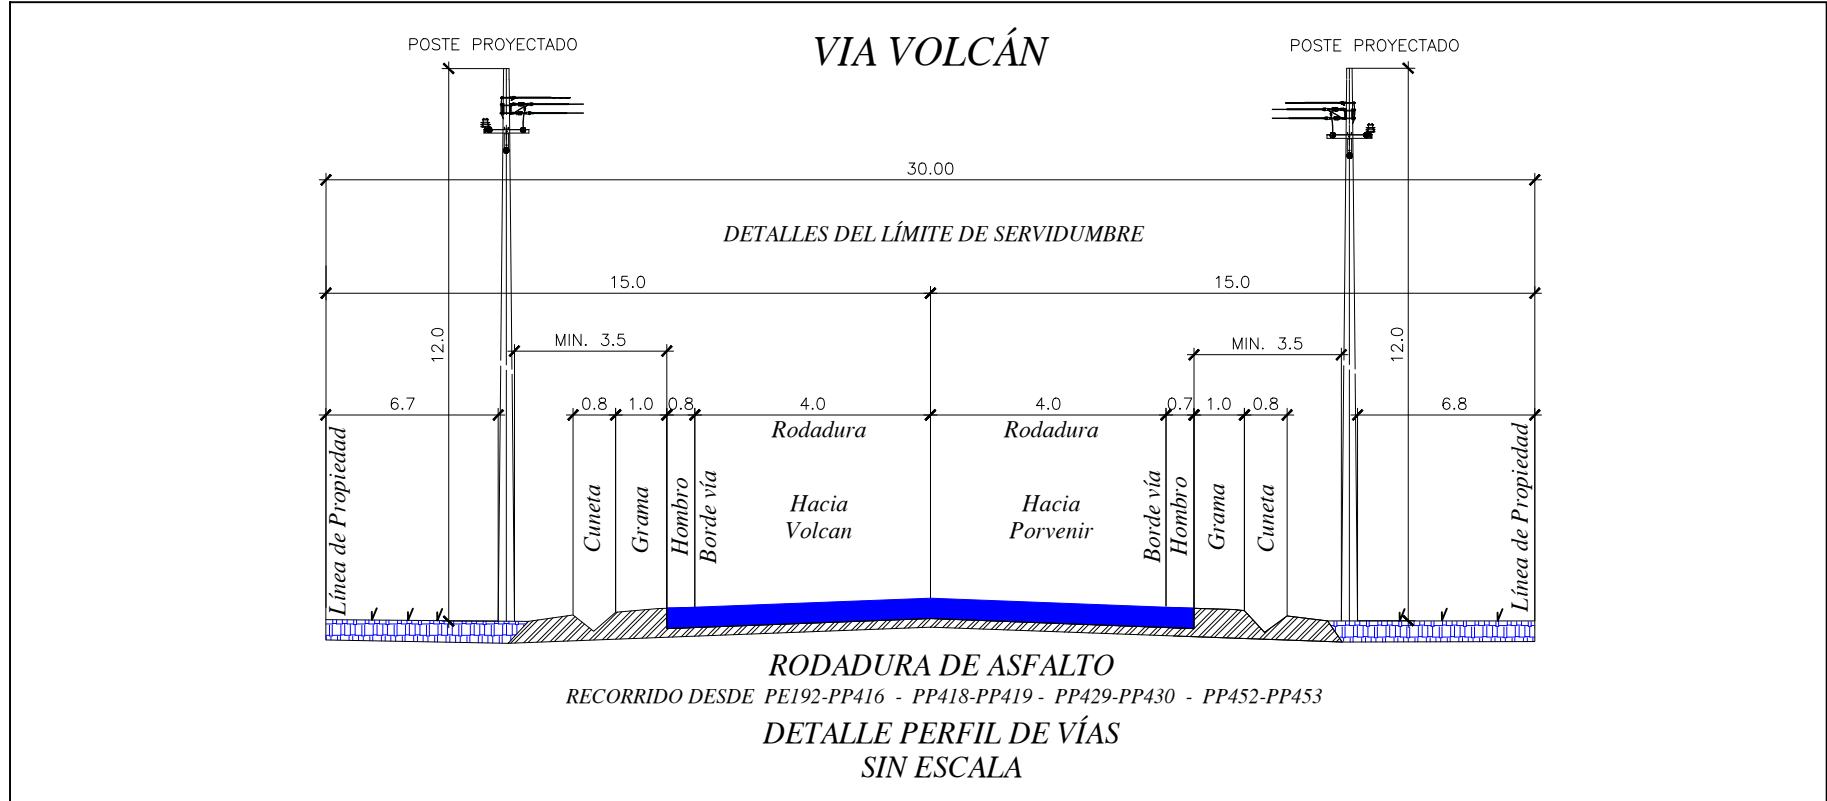 VIA VOLCÁN
POSTE PROYECTADO
POSTE PROYECTADO
30.00
DETALLES DEL LÍMITE DE SERVIDUMBRE
15.0
15.0
12.0
MIN. 3.5
MIN. 3.5
12.0
6.7
0.8
1.0
0.8
4.0
4.0
0.7
1.0
0.8
6.8
Rodadura
Rodadura
Línea de Propiedad
Cuneta
Grama
Hombro
Borde vía
Hacia
Volcan
Hacia
Porvenir
Borde vía
Hombro
Grama
Cuneta
Línea de Propiedad
RODADURA DE ASFALTO
RECORRIDO DESDE PE192-PP416 - PP418-PP419 - PP429-PP430 - PP452-PP453
DETALLE PERFIL DE VÍAS
SIN ESCALA